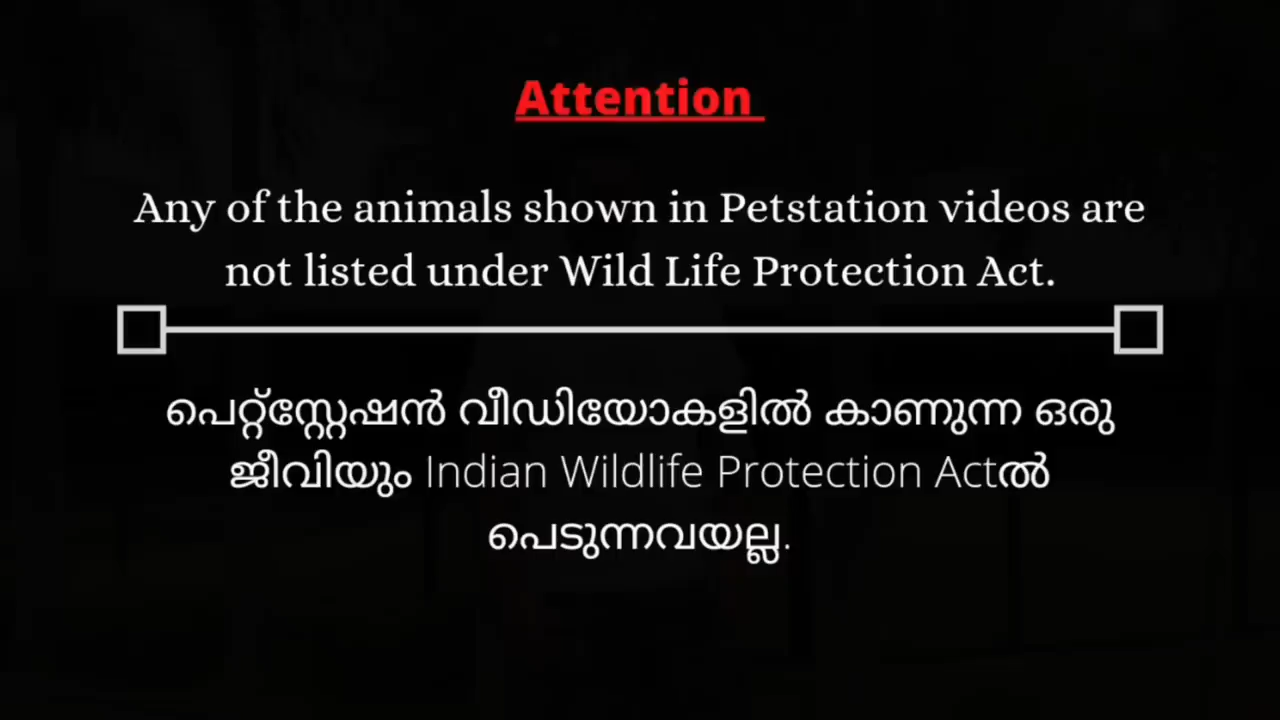 Attention
Any of the animals shown in Petstation videos are
not listed under Wild Life Protection Act.
പെറ്റ്സ്റ്റേഷൻ വീഡിയോകളിൽ കാണുന്ന ഒരു
ജീവിയും Indian Wildlife Protection Actൽ
പെടുന്നവയല്ല.